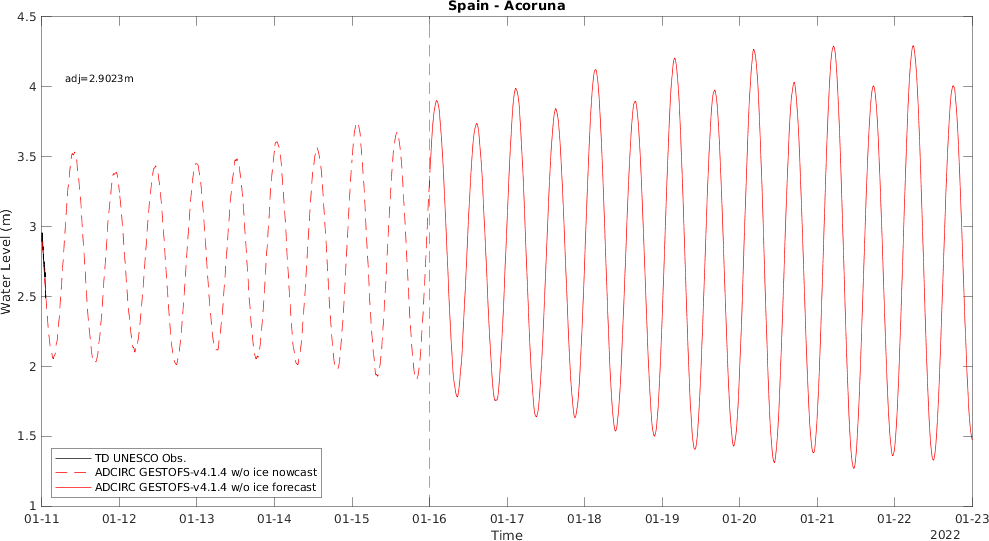 Spain - Acoruna
4.5
4
3.5
3
2.5
2
1.5
1
Water Level (m)
adj=2.9023m
TD UNESCO Obs.
ADCIRC GESTOFS-v4.1.4 w/o ice nowcast
ADCIRC GESTOFS-v4.1.4 w/o ice forecast
01-11 01-12 01-13 01-14 01-15 01-16 01-17 01-18 01-19 01-20 01-21 01-22 01-23
Time
2022